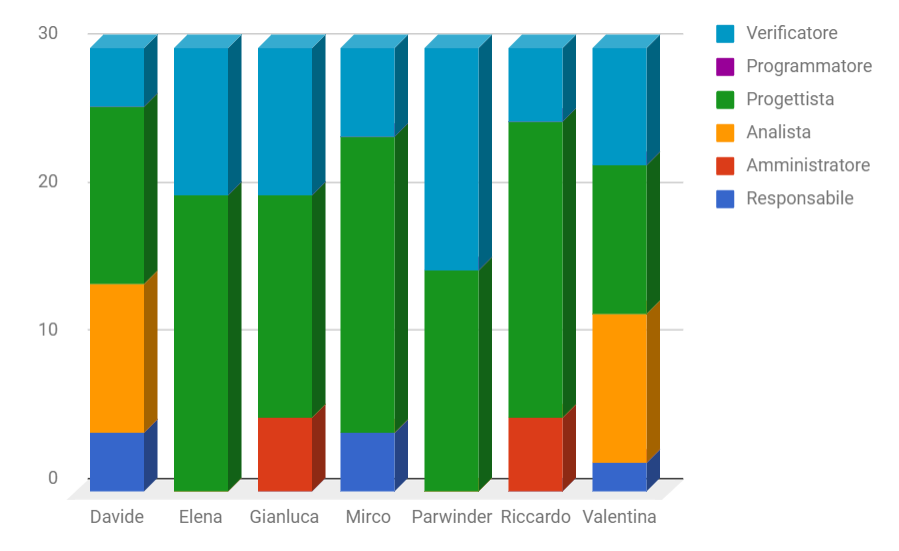 30
20
10
0
Davide Elena Gianluca Mirco Parwinder Riccardo Valentina
Verificatore
Programmatore
Progettista
Analista
Amministratore
Responsabile